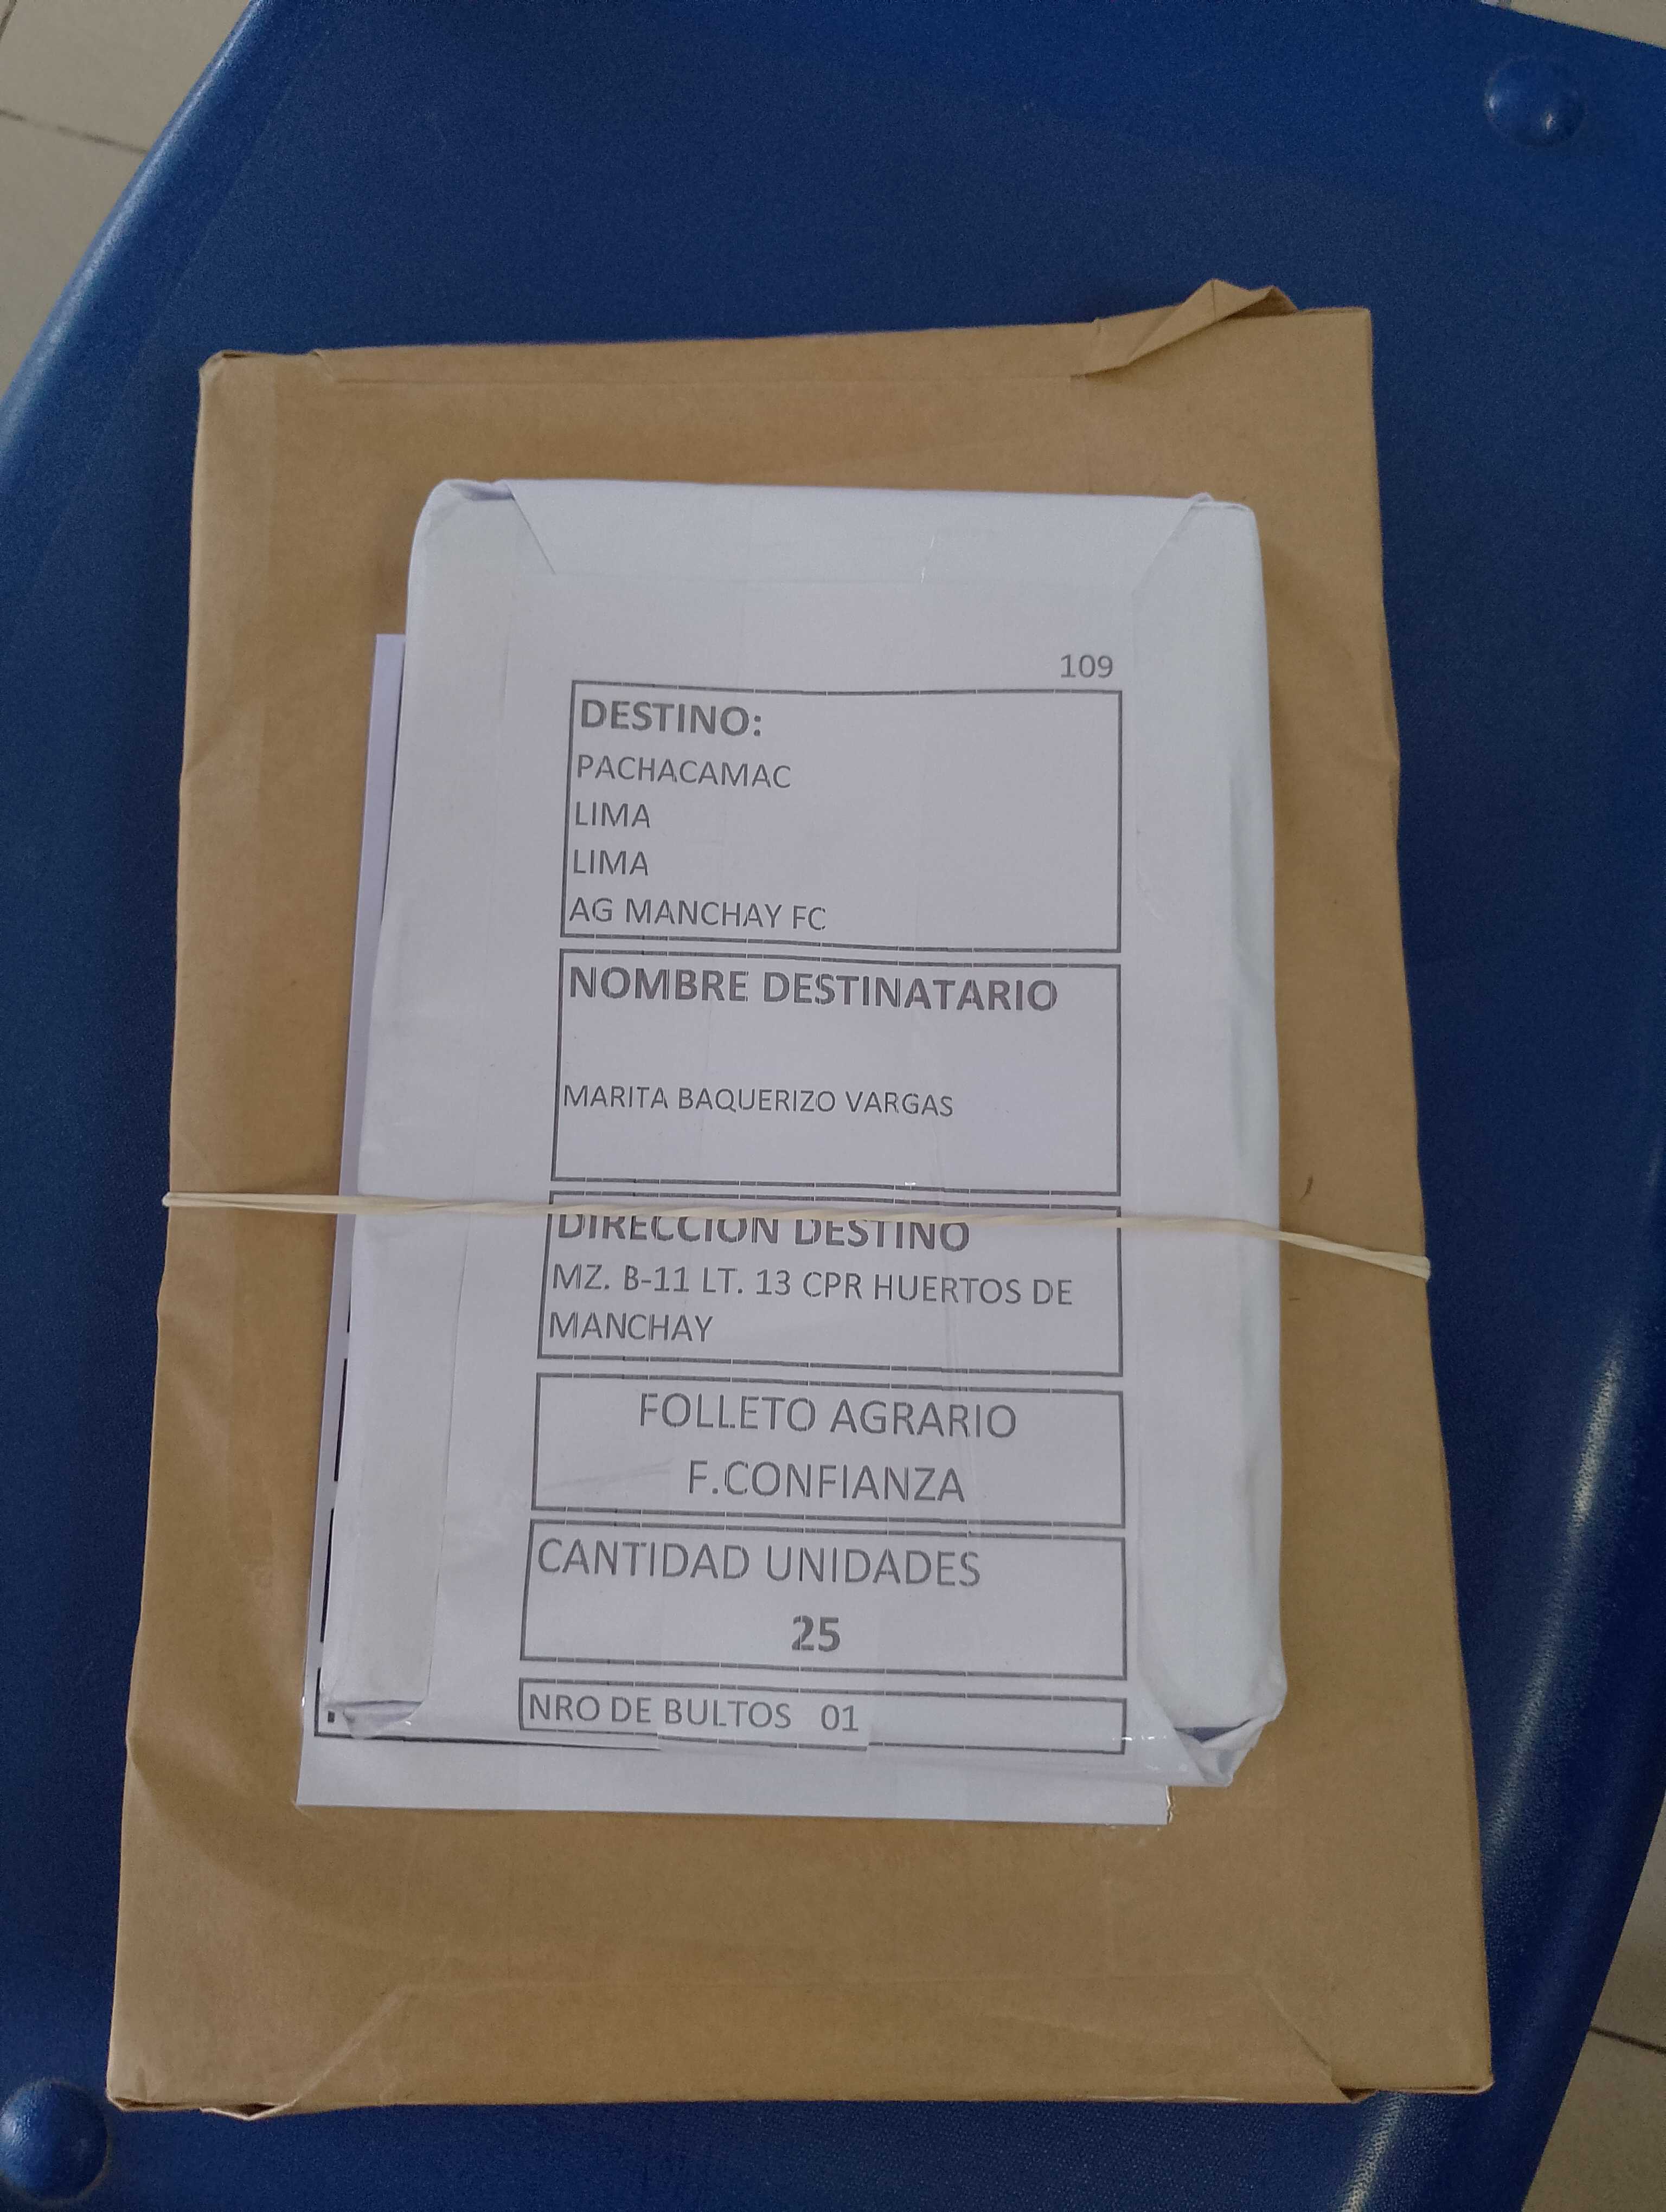 109
DESTINO:
PACHACAMAC
LIMA
LIMA
AG MANCHAY FC
NOMBRE DESTINATARIO
MARITA BAQUERIZO VARGAS
DIRECCION DESTINO
MZ. B-11 LT. 13 CPR HUERTOS DE
MANCHAY
FOLLETO AGRARIO
F.CONFIANZA
CANTIDAD UNIDADES
25
NRO DE BULTOS 01